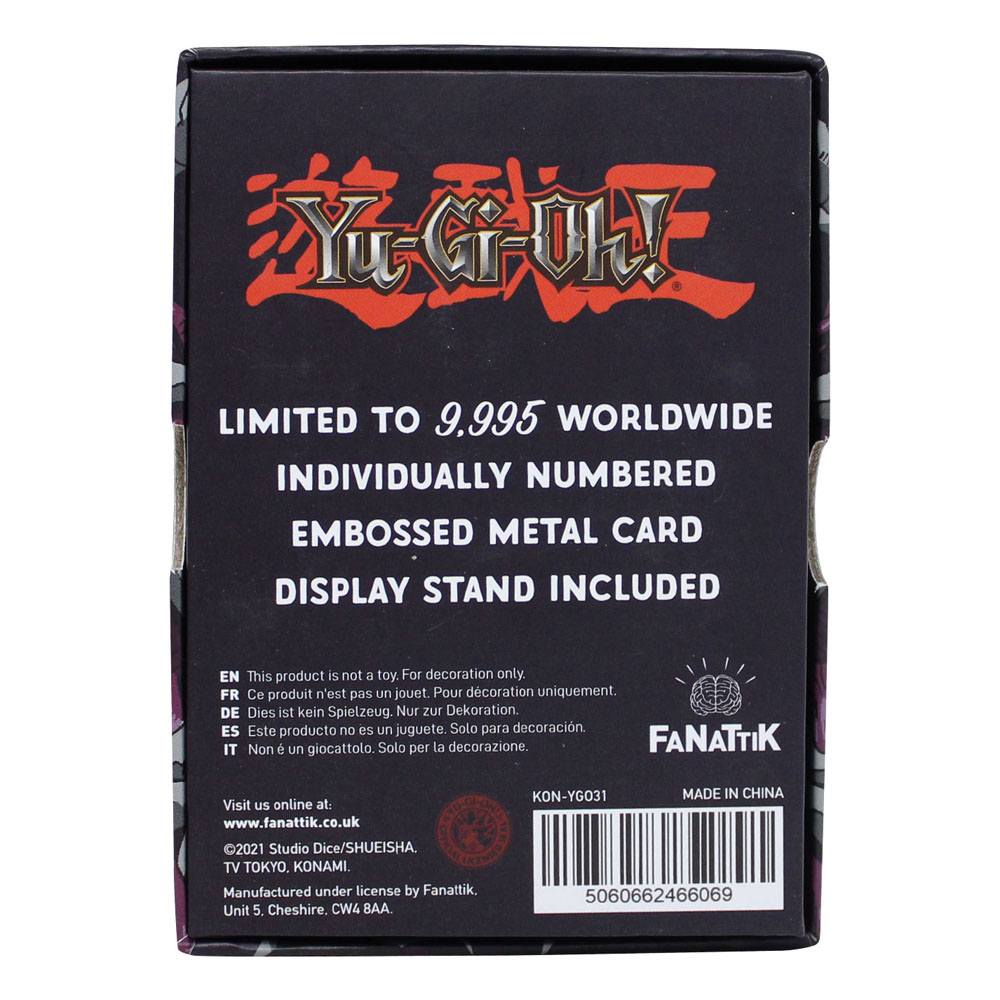 遊戯王
Yu-Gi-Oh!®
LIMITED TO 9,995 WORLDWIDE
INDIVIDUALLY NUMBERED
EMBOSSED METAL CARD
DISPLAY STAND INCLUDED
EN This product is not a toy. For decoration only.
FR Ce produit n'est pas un jouet. Pour décoration uniquement.
DE Dies ist kein Spielzeug. Nur zur Dekoration.
ES Este producto no es un juguete. Solo para decoración.
IT Non é un giocattolo. Solo per la decorazione.
FANATTIK
Visit us online at:
www.fanattik.co.uk
©2021 Studio Dice/SHUEISHA,
TV TOKYO, KONAMI.
Manufactured under license by Fanattik,
Unit 5, Cheshire, CW4 8AA.
KON-YGO31 MADE IN CHINA
5060662466069